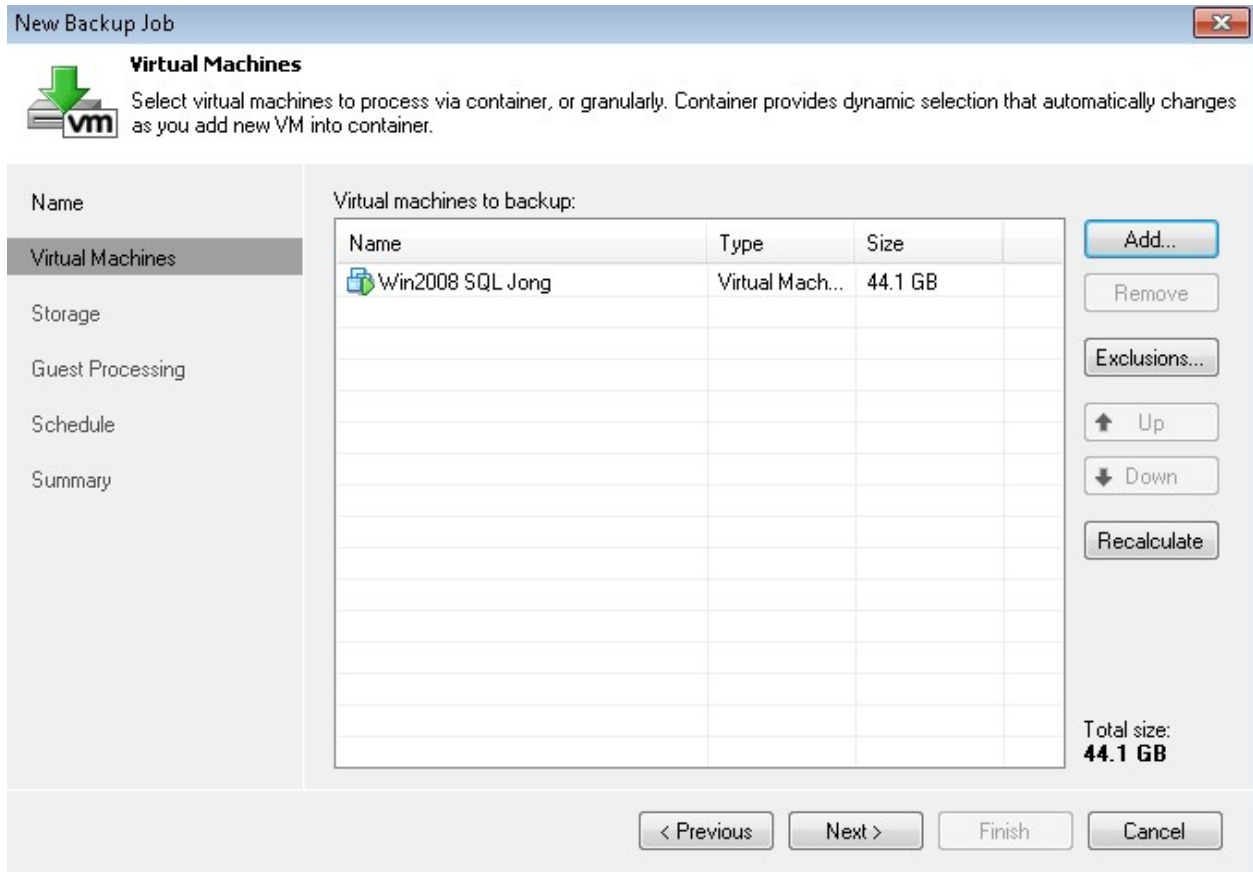 New Backup Job
Virtual Machines
Select virtual machines to process via container, or granularly. Container provides dynamic selection that automatically changes
as you add new VM into container.
vm
Name
Virtual Machines
Storage
Guest Processing
Schedule
Summary
Virtual machines to backup:
Name Type Size
Win2008 SQL Jong Virtual Mach... 44.1 GB
Add...
Remove
Exclusions...
Up
Down
Recalculate
Total size:
44.1 GB
< Previous Next > Finish Cancel